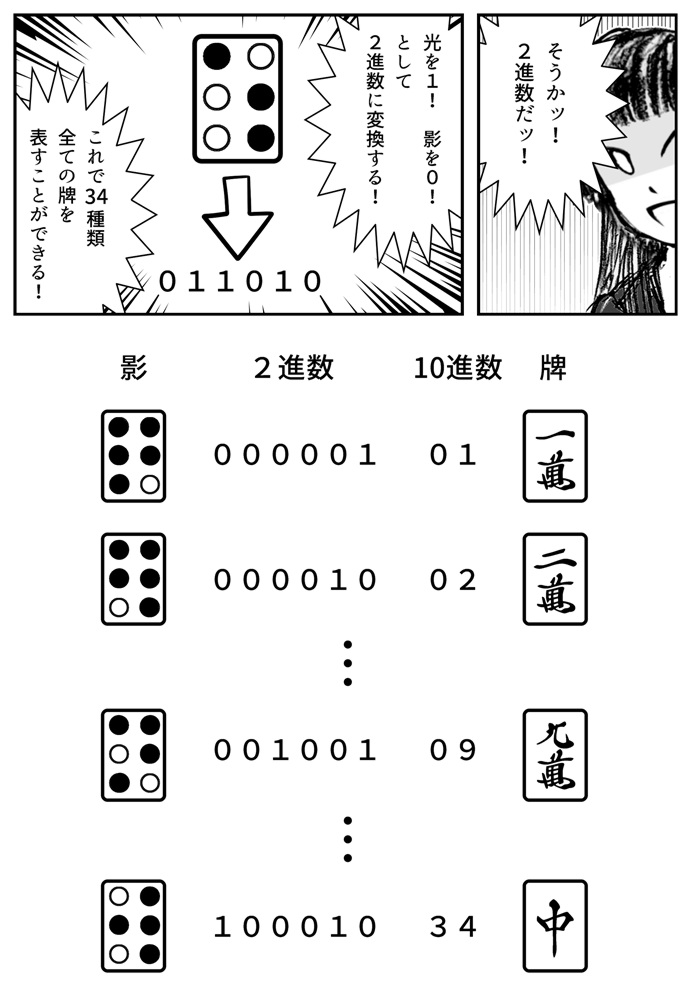 そうかッ！
２進数だッ！
光を１！　影を０！
として
２進数に変換する！
０１１０１０
これで34種類
全ての牌を
表すことができる！
影　２進数　10進数　牌
０００００１　０１　一萬
００００１０　０２　二萬
００１００１　０９　九萬
１０００１０　３４　中